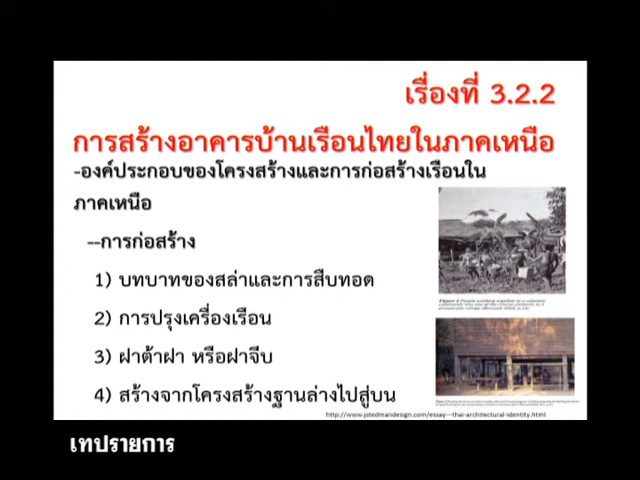 เรื่องที่ 3.2.2
การสร้างอาคารบ้านเรือนไทยในภาคเหนือ
-องค์ประกอบของโครงสร้างและการก่อสร้างเรือนใน
ภาคเหนือ
--การก่อสร้าง
1) บทบาทของสล่าและการสืบทอด
2) การปรุงเครื่องเรือน
3) ฝาต้าฝา หรือฝาจีบ
4) สร้างจากโครงสร้างฐานล่างไปสู่บน
http://www.jstedmandesign.com/essay---thai-architectural-identity.html
เทปรายการ